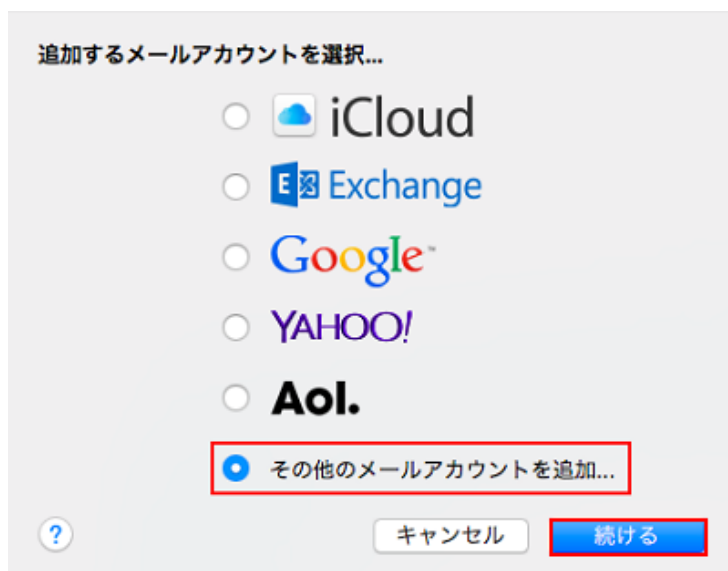 追加するメールアカウントを選択...
iCloud
E Exchange
Google™
YAHOO!
Aol.
その他のメールアカウントを追加...
? キャンセル 続ける